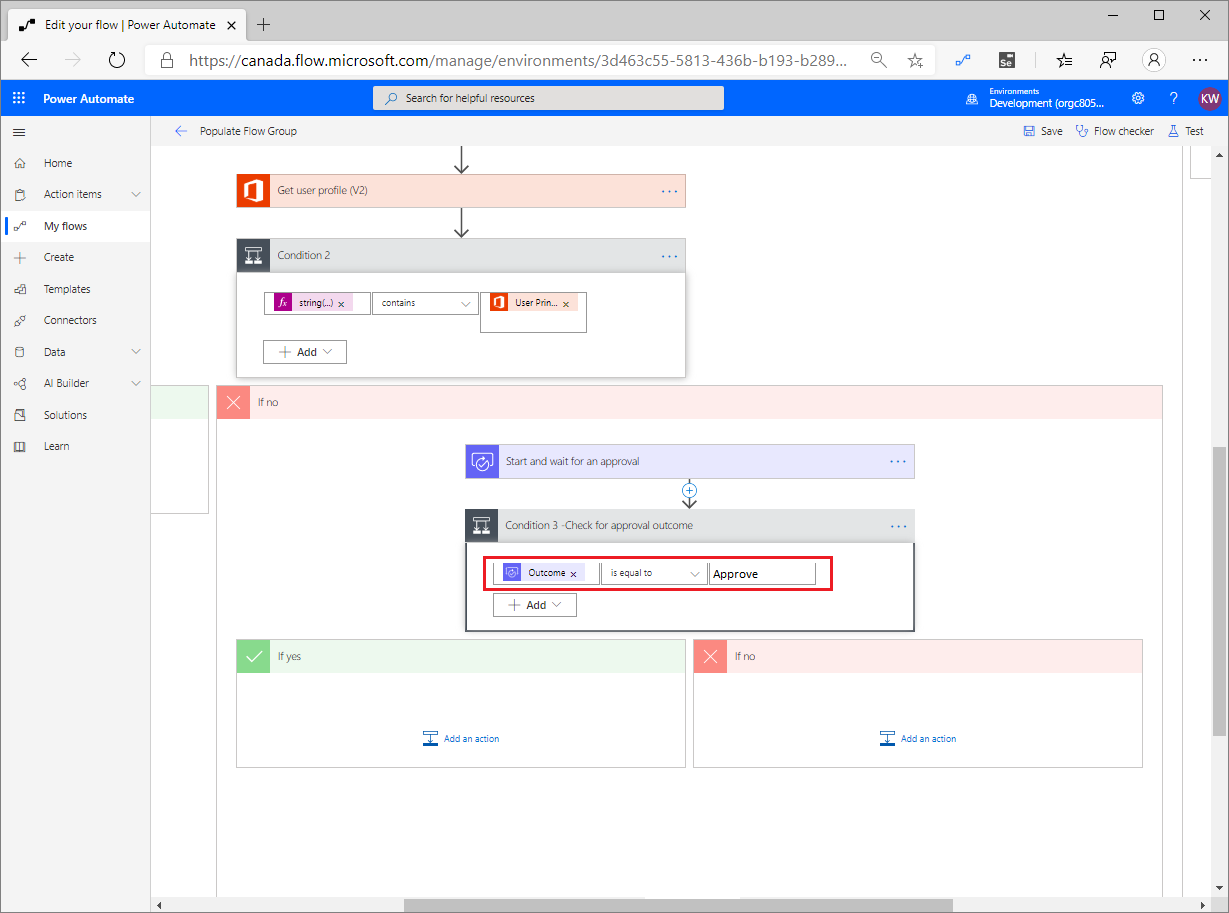 Edit your flow | Power Automate
https://canada.flow.microsoft.com/manage/environments/3d463c55-5813-436b-b193-b289...
Se
Power Automate
Search for helpful resources
Environments
Development (orgc805...
?
KW
Populate Flow Group
Save
Flow checker
Test
Home
Action items
My flows
Create
Templates
Connectors
Data
AI Builder
Solutions
Learn
Get user profile (V2)
Condition 2
fx string(...) x
contains
User Prin... x
Add
If no
Start and wait for an approval
Condition 3 -Check for approval outcome
Outcome x
is equal to
Approve
Add
If yes
If no
Add an action
Add an action